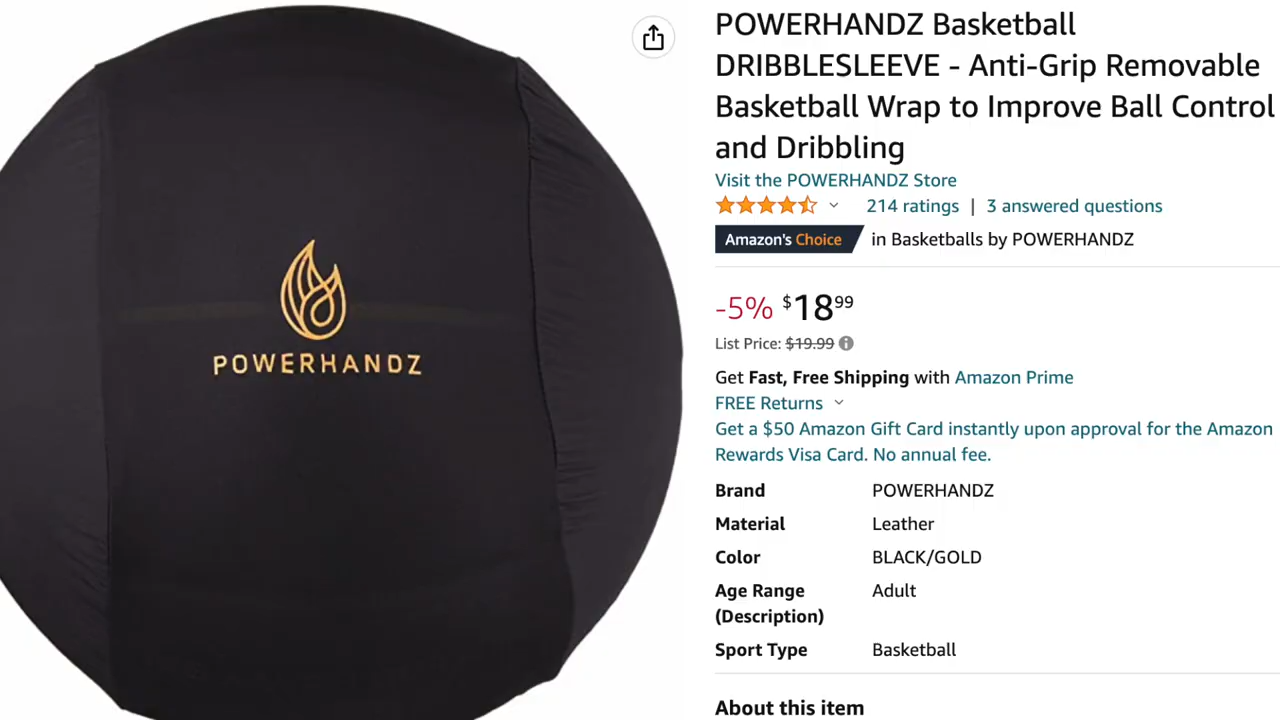 POWERHANDZ
POWERHANDZ Basketball
DRIBBLESLEEVE - Anti-Grip Removable
Basketball Wrap to Improve Ball Control
and Dribbling
Visit the POWERHANDZ Store
214 ratings | 3 answered questions
Amazon's Choice in Basketballs by POWERHANDZ
-5% $1899
List Price: $19.99
Get Fast, Free Shipping with Amazon Prime
FREE Returns
Get a $50 Amazon Gift Card instantly upon approval for the Amazon
Rewards Visa Card. No annual fee.
Brand POWERHANDZ
Material Leather
Color BLACK/GOLD
Age Range Adult
(Description)
Sport Type Basketball
About this item